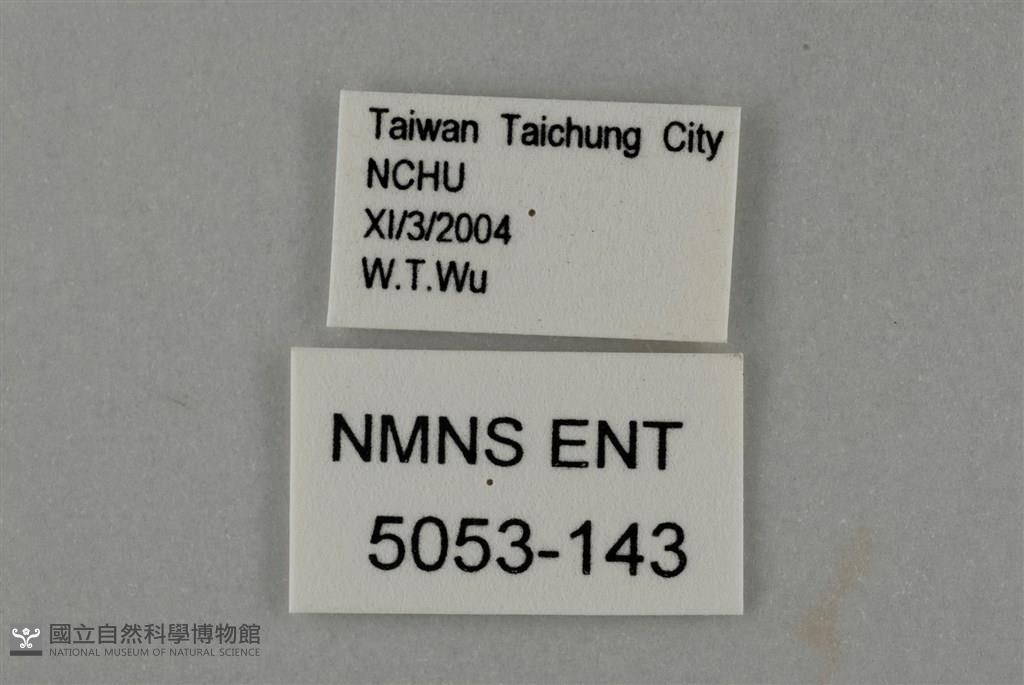 Taiwan Taichung City
NCHU
XI/3/2004
W.T.Wu
NMNS ENT
5053-143
國立自然科學博物館
NATIONAL MUSEUM OF NATURAL SCIENCE